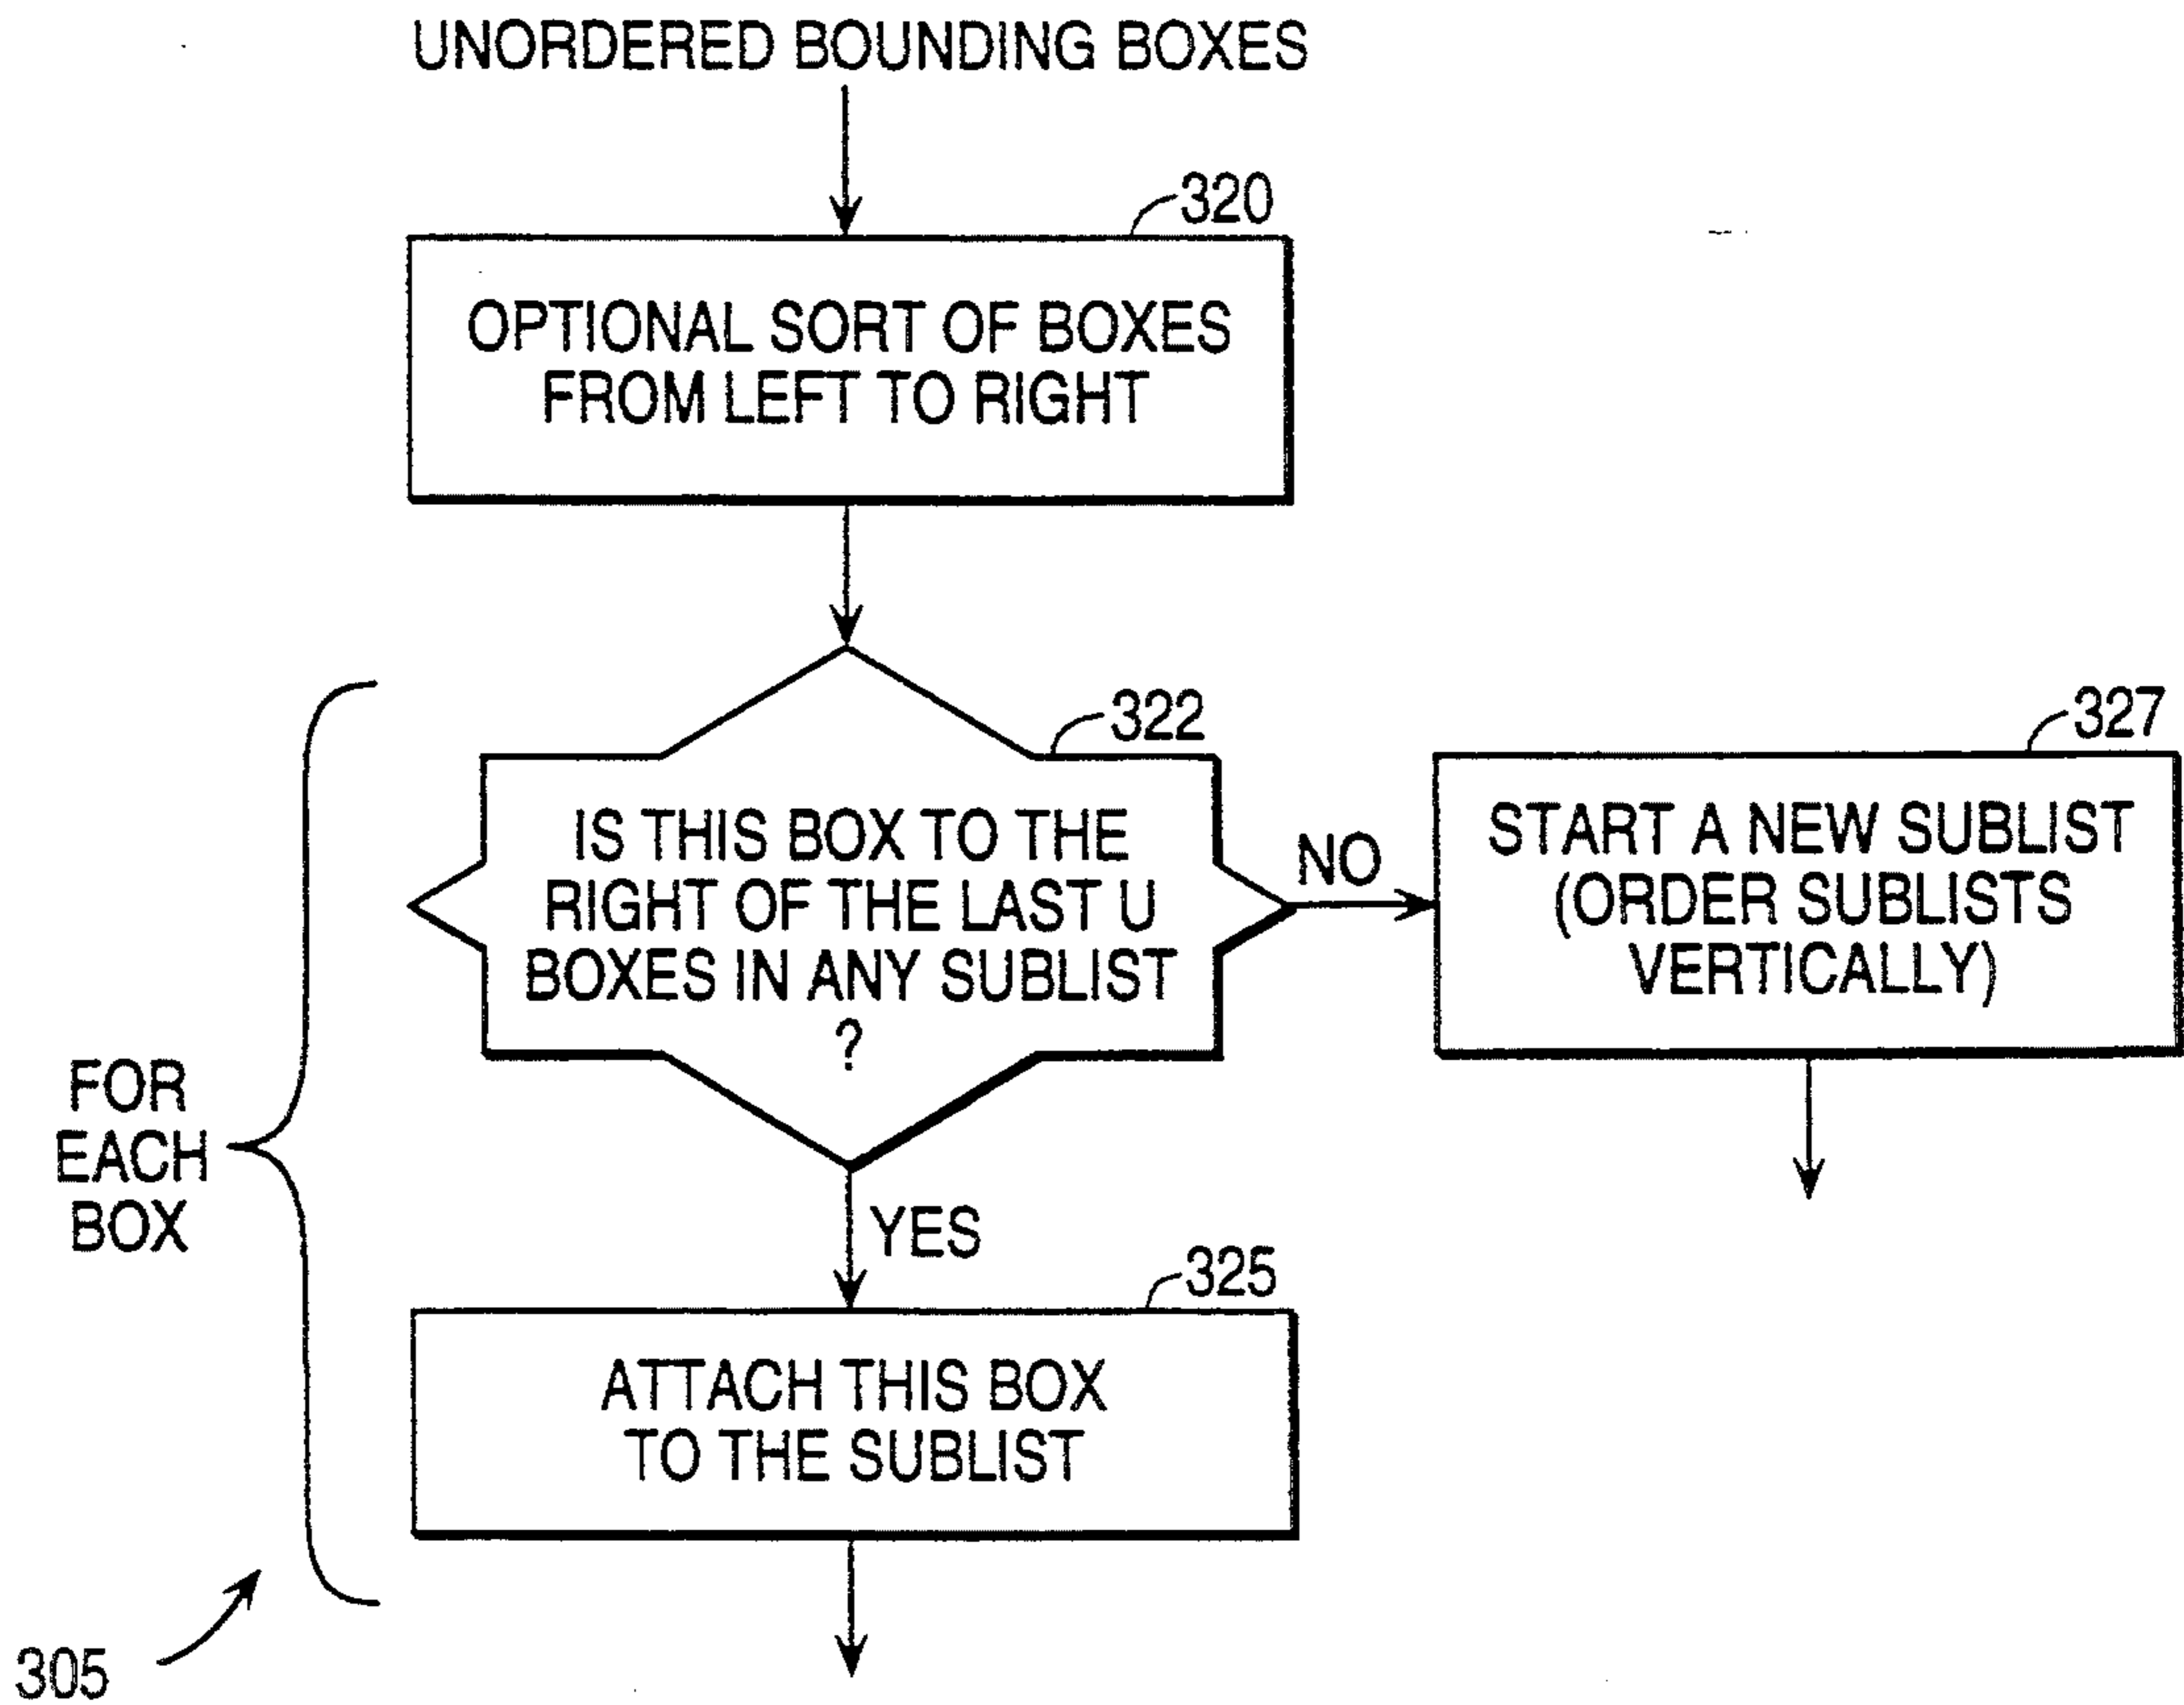 UNORDERED BOUNDING BOXES
320
OPTIONAL SORT OF BOXES
FROM LEFT TO RIGHT
322
IS THIS BOX TO THE
RIGHT OF THE LAST U
BOXES IN ANY SUBLIST
?
NO
327
START A NEW SUBLIST
(ORDER SUBLISTS
VERTICALLY)
FOR
EACH
BOX
YES
325
ATTACH THIS BOX
TO THE SUBLIST
305